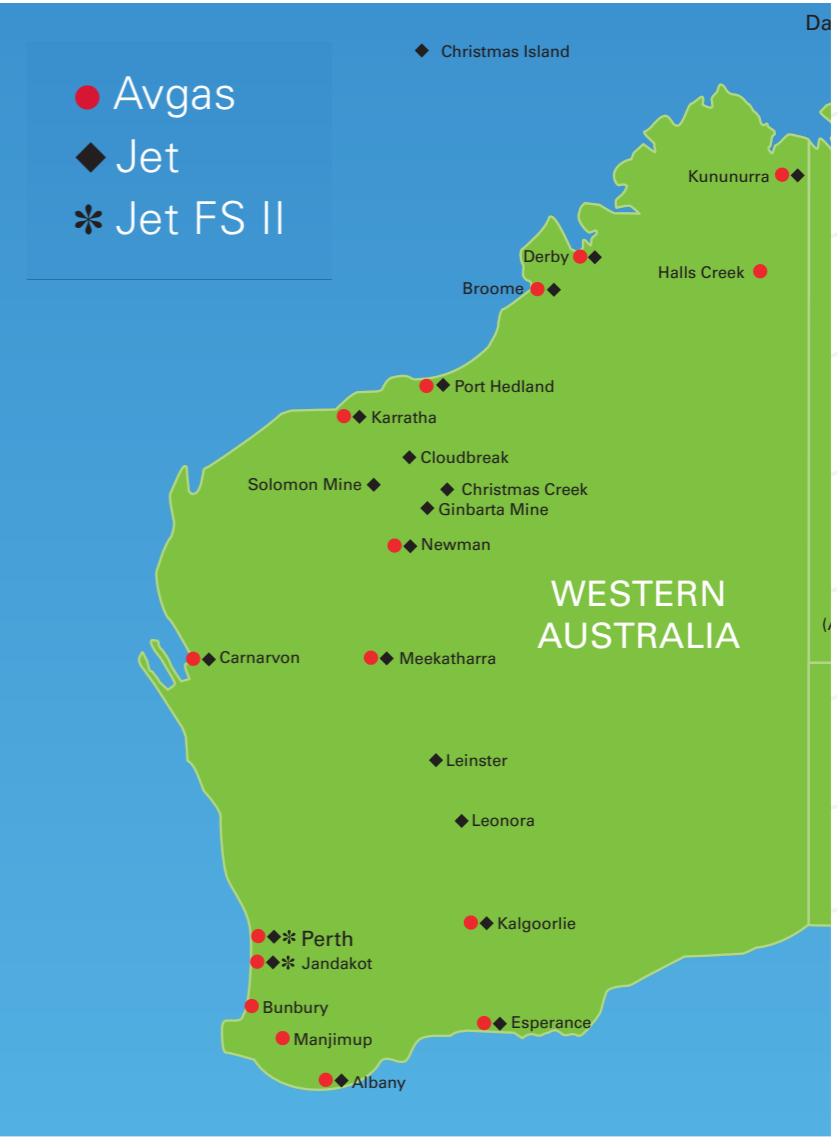 Da
Christmas Island
Avgas
Jet
Jet FS II
Kununurra
Derby
Halls Creek
Broome
Port Hedland
Karratha
Cloudbreak
Solomon Mine
Christmas Creek
Ginbarta Mine
Newman
WESTERN
AUSTRALIA
(A
Carnarvon
Meekatharra
Leinster
Leonora
Kalgoorlie
Perth
Jandakot
Bunbury
Esperance
Manjimup
Albany